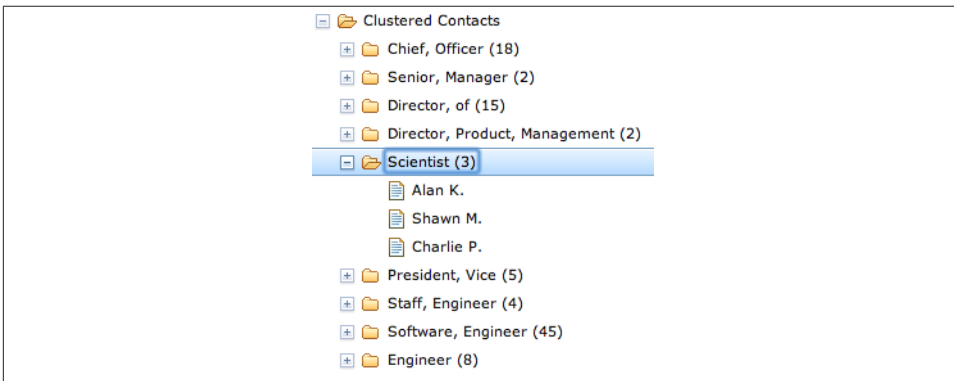 Clustered Contacts
Chief, Officer (18)
Senior, Manager (2)
Director, of (15)
Director, Product, Management (2)
Scientist (3)
Alan K.
Shawn M.
Charlie P.
President, Vice (5)
Staff, Engineer (4)
Software, Engineer (45)
Engineer (8)